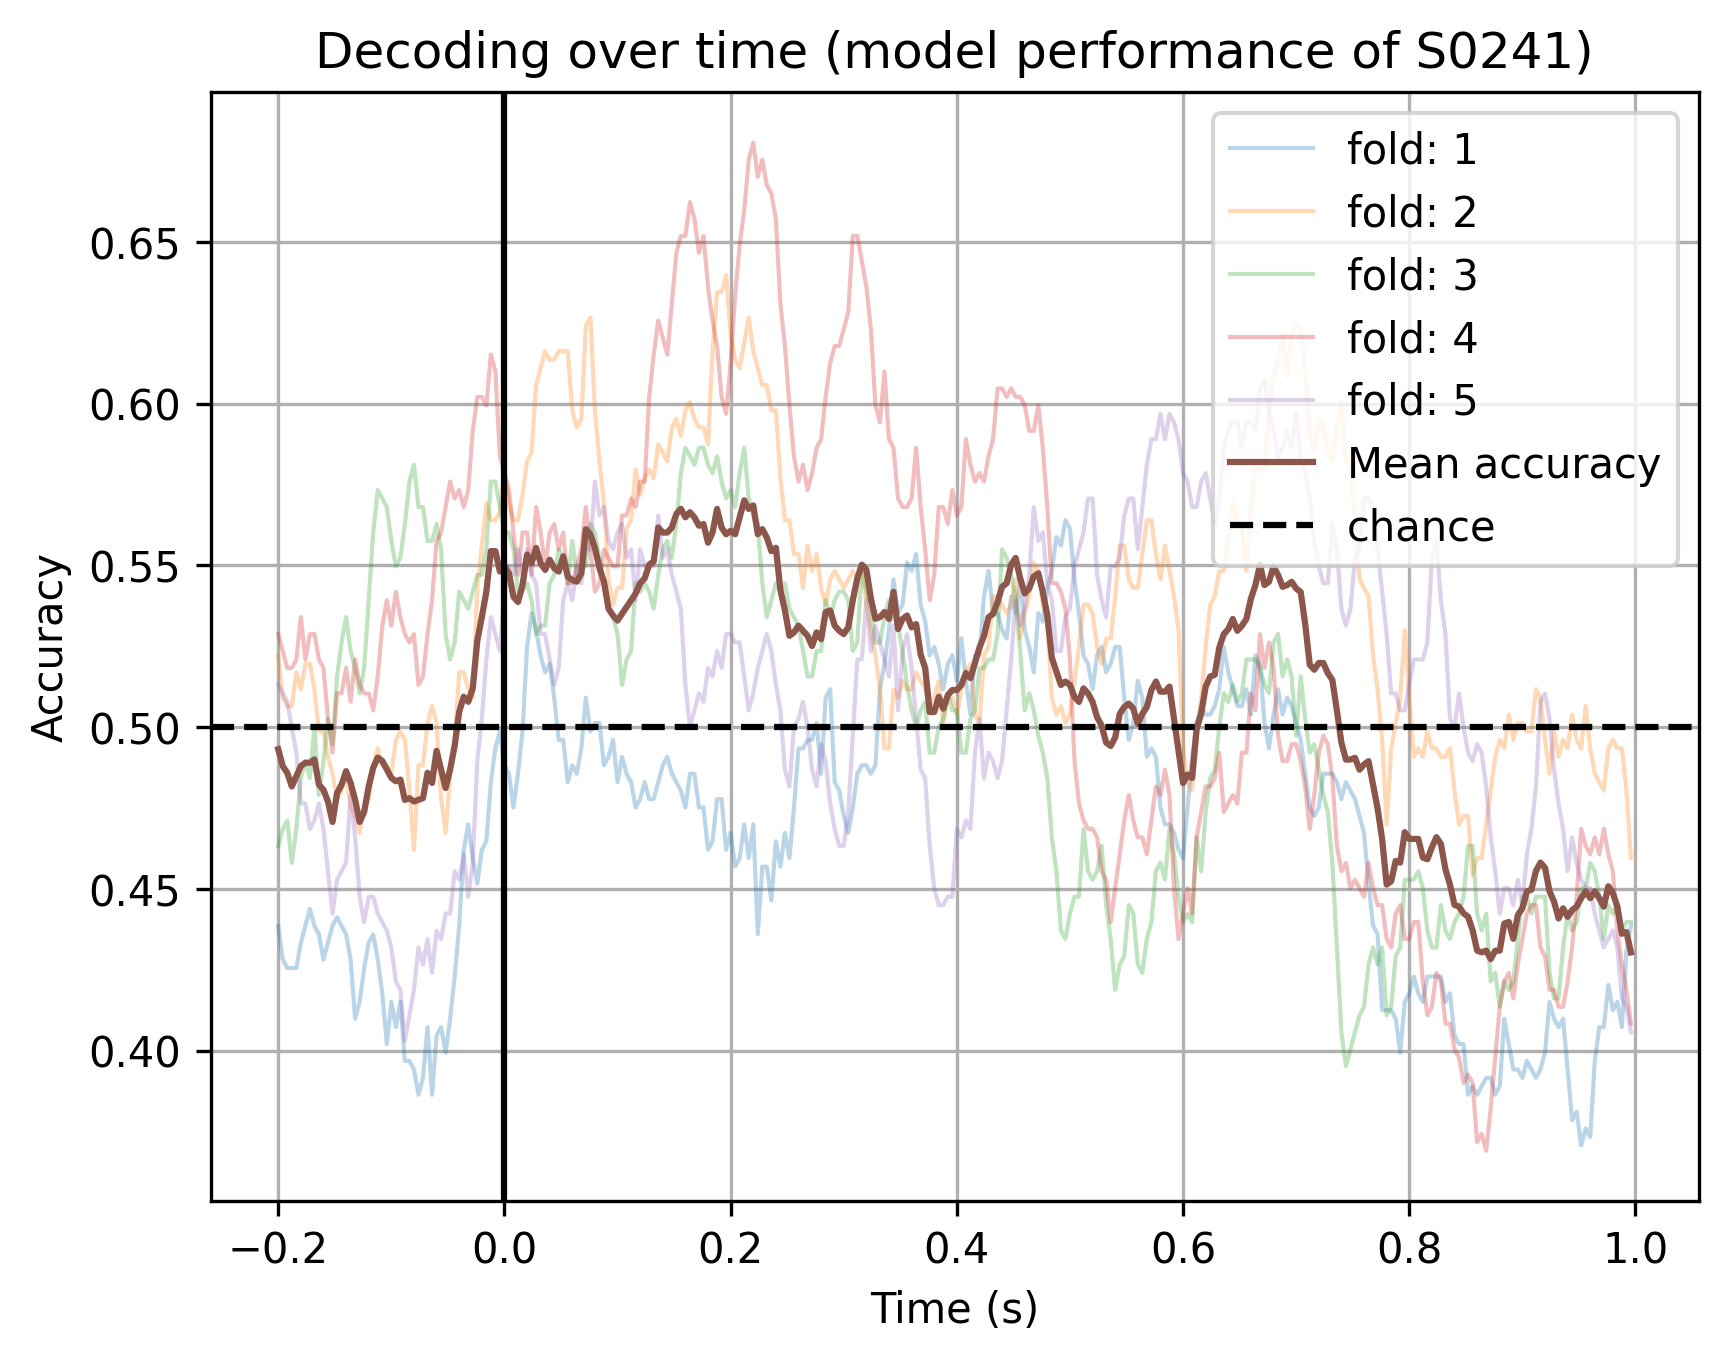 Decoding over time (model performance of S0241)
fold: 1
fold: 2
fold: 3
fold: 4
fold: 5
Mean accuracy
chance
0.65
0.60
0.55
0.50
0.45
0.40
Accuracy
−0.2 0.0 0.2 0.4 0.6 0.8 1.0
Time (s)